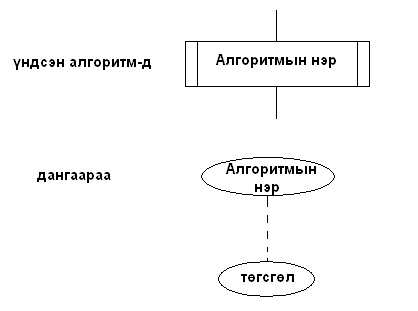 үндсэн алгоритм-д
Алгоритмын нэр
дангаараа
Алгоритмын
нэр
төгсгөл